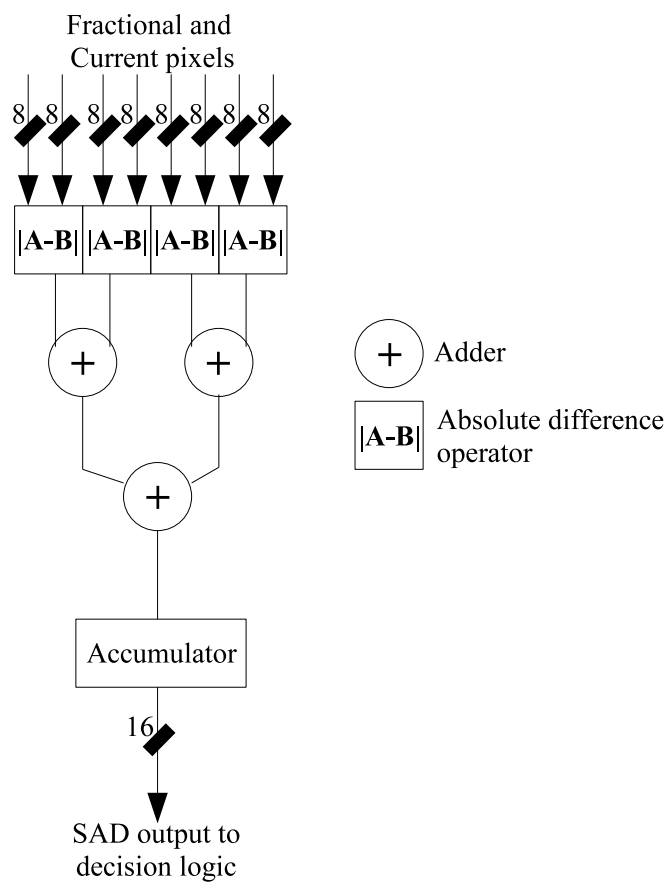 Fractional and
Current pixels
8 8 8 8 8 8 8 8
|A-B| |A-B| |A-B| |A-B|
+ +
+ Adder
|A-B| Absolute difference
operator
+
Accumulator
16
SAD output to
decision logic